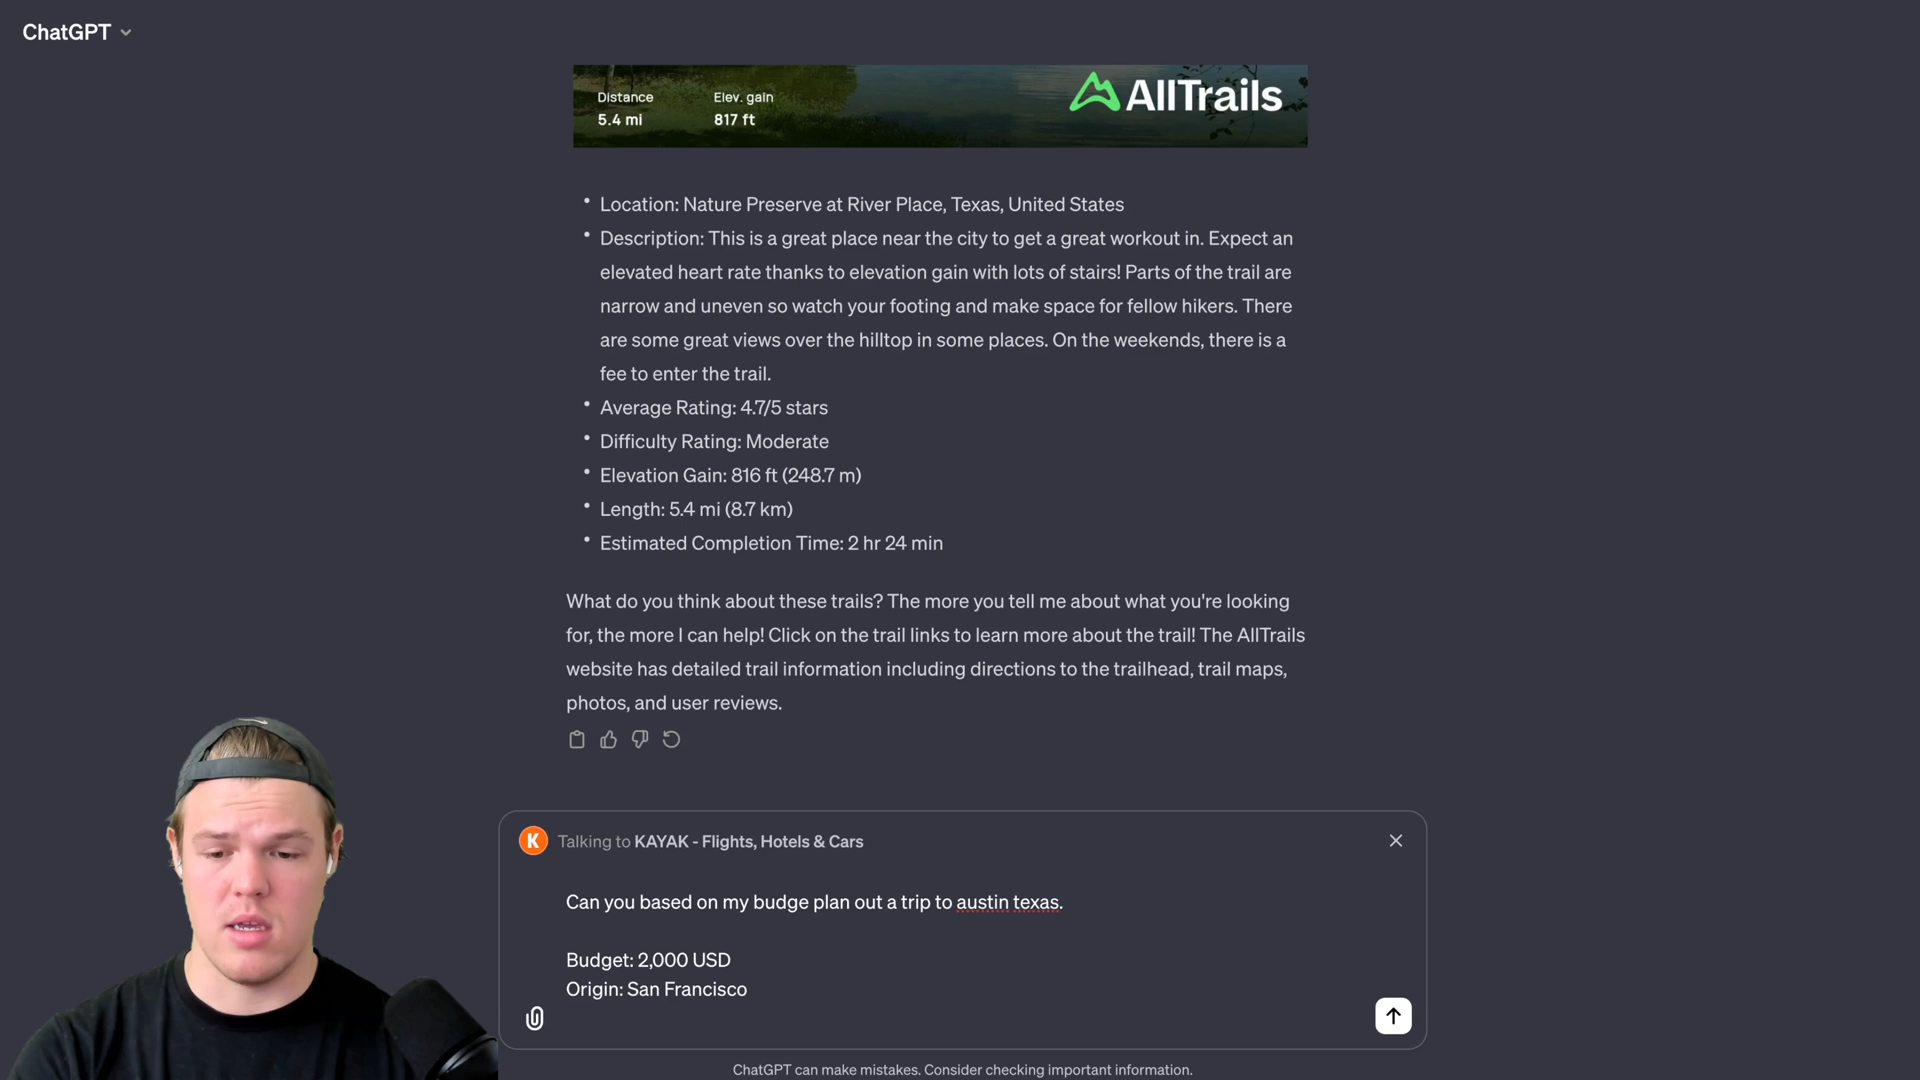 ChatGPT
Distance
Elev. gain
5.4 mi
817 ft
AllTrails
• Location: Nature Preserve at River Place, Texas, United States
• Description: This is a great place near the city to get a great workout in. Expect an
elevated heart rate thanks to elevation gain with lots of stairs! Parts of the trail are
narrow and uneven so watch your footing and make space for fellow hikers. There
are some great views over the hilltop in some places. On the weekends, there is a
fee to enter the trail.
• Average Rating: 4.7/5 stars
• Difficulty Rating: Moderate
• Elevation Gain: 816 ft (248.7 m)
• Length: 5.4 mi (8.7 km)
• Estimated Completion Time: 2 hr 24 min
What do you think about these trails? The more you tell me about what you're looking
for, the more I can help! Click on the trail links to learn more about the trail! The AllTrails
website has detailed trail information including directions to the trailhead, trail maps,
photos, and user reviews.
K Talking to KAYAK - Flights, Hotels & Cars
Can you based on my budge plan out a trip to austin texas.
Budget: 2,000 USD
Origin: San Francisco
ChatGPT can make mistakes. Consider checking important information.